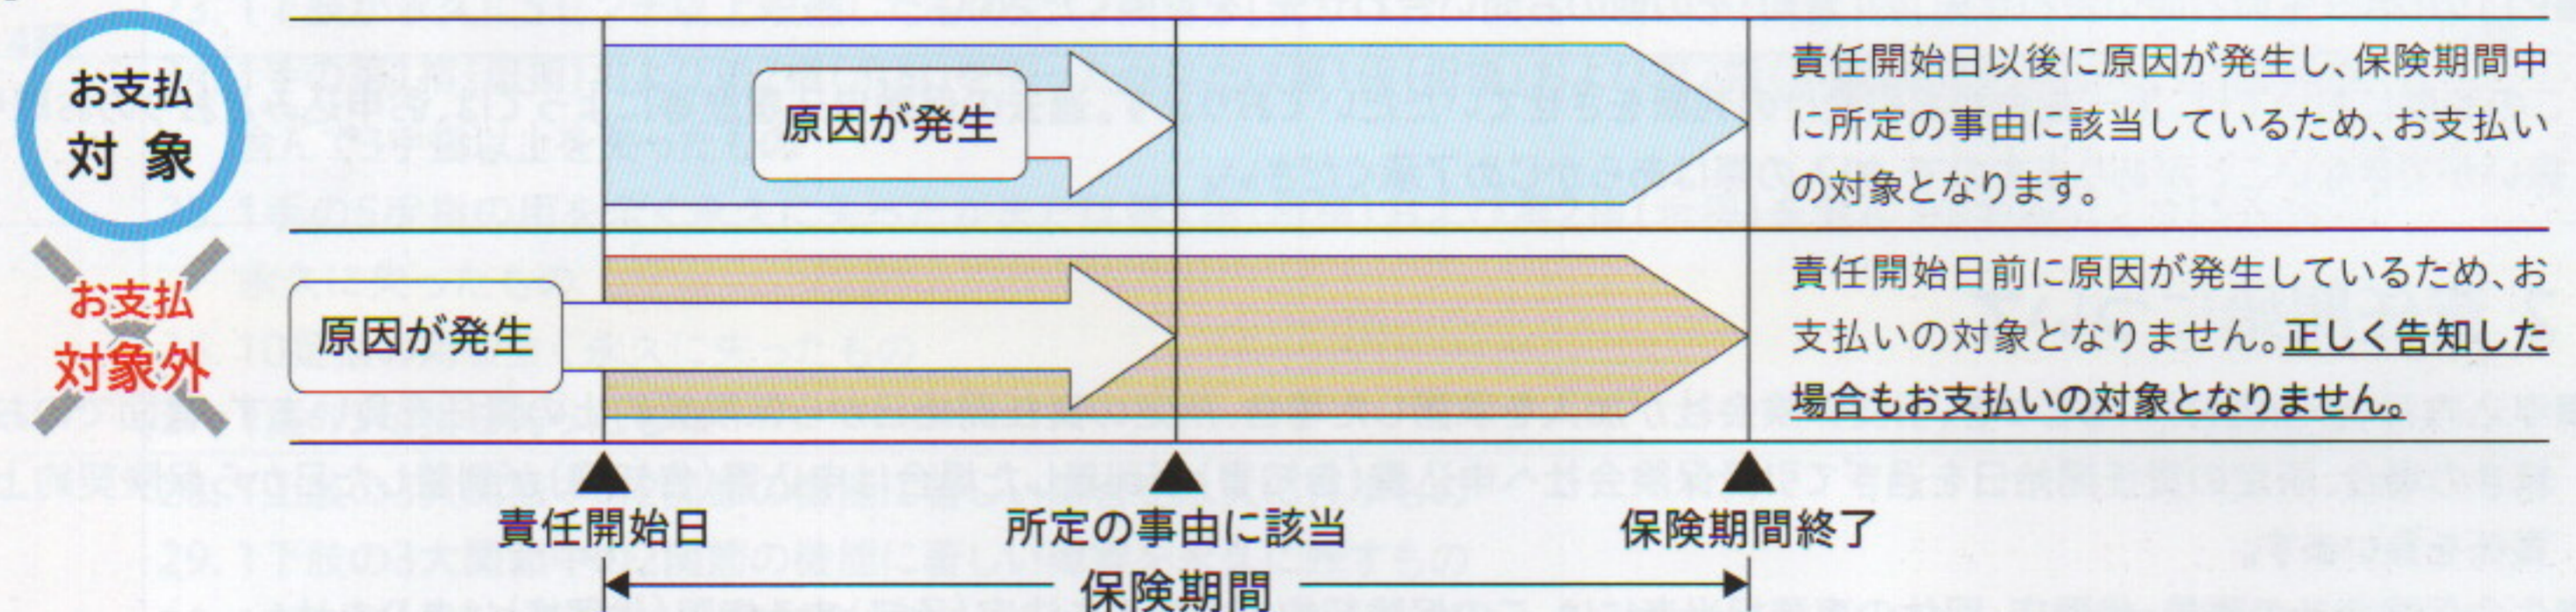 お支払
対象
原因が発生
責任開始日以後に原因が発生し、保険期間中
に所定の事由に該当しているため、お支払い
の対象となります。
お支払
対象外
原因が発生
責任開始日前に原因が発生しているため、お
支払いの対象となりません。正しく告知した
場合もお支払いの対象となりません。
責任開始日
所定の事由に該当
保険期間終了
保険期間